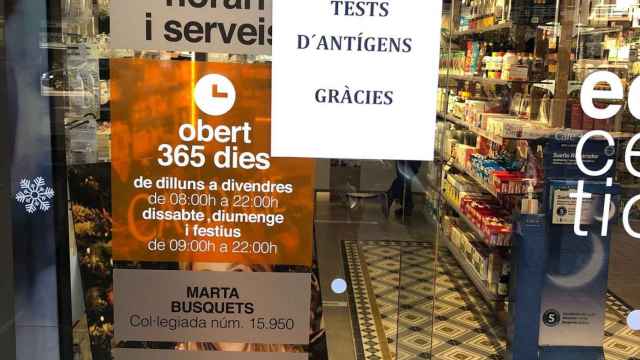 i serveis
obert
365 dies
de dilluns a divendres
de 08:00h a 22:00h
dissabte, diumenge
i festius
de 09:00h a 22:00h
MARTA
BUSQUETS
Col·legiada núm. 15.950
TESTS
D´ANTÍGENS
GRÀCIES